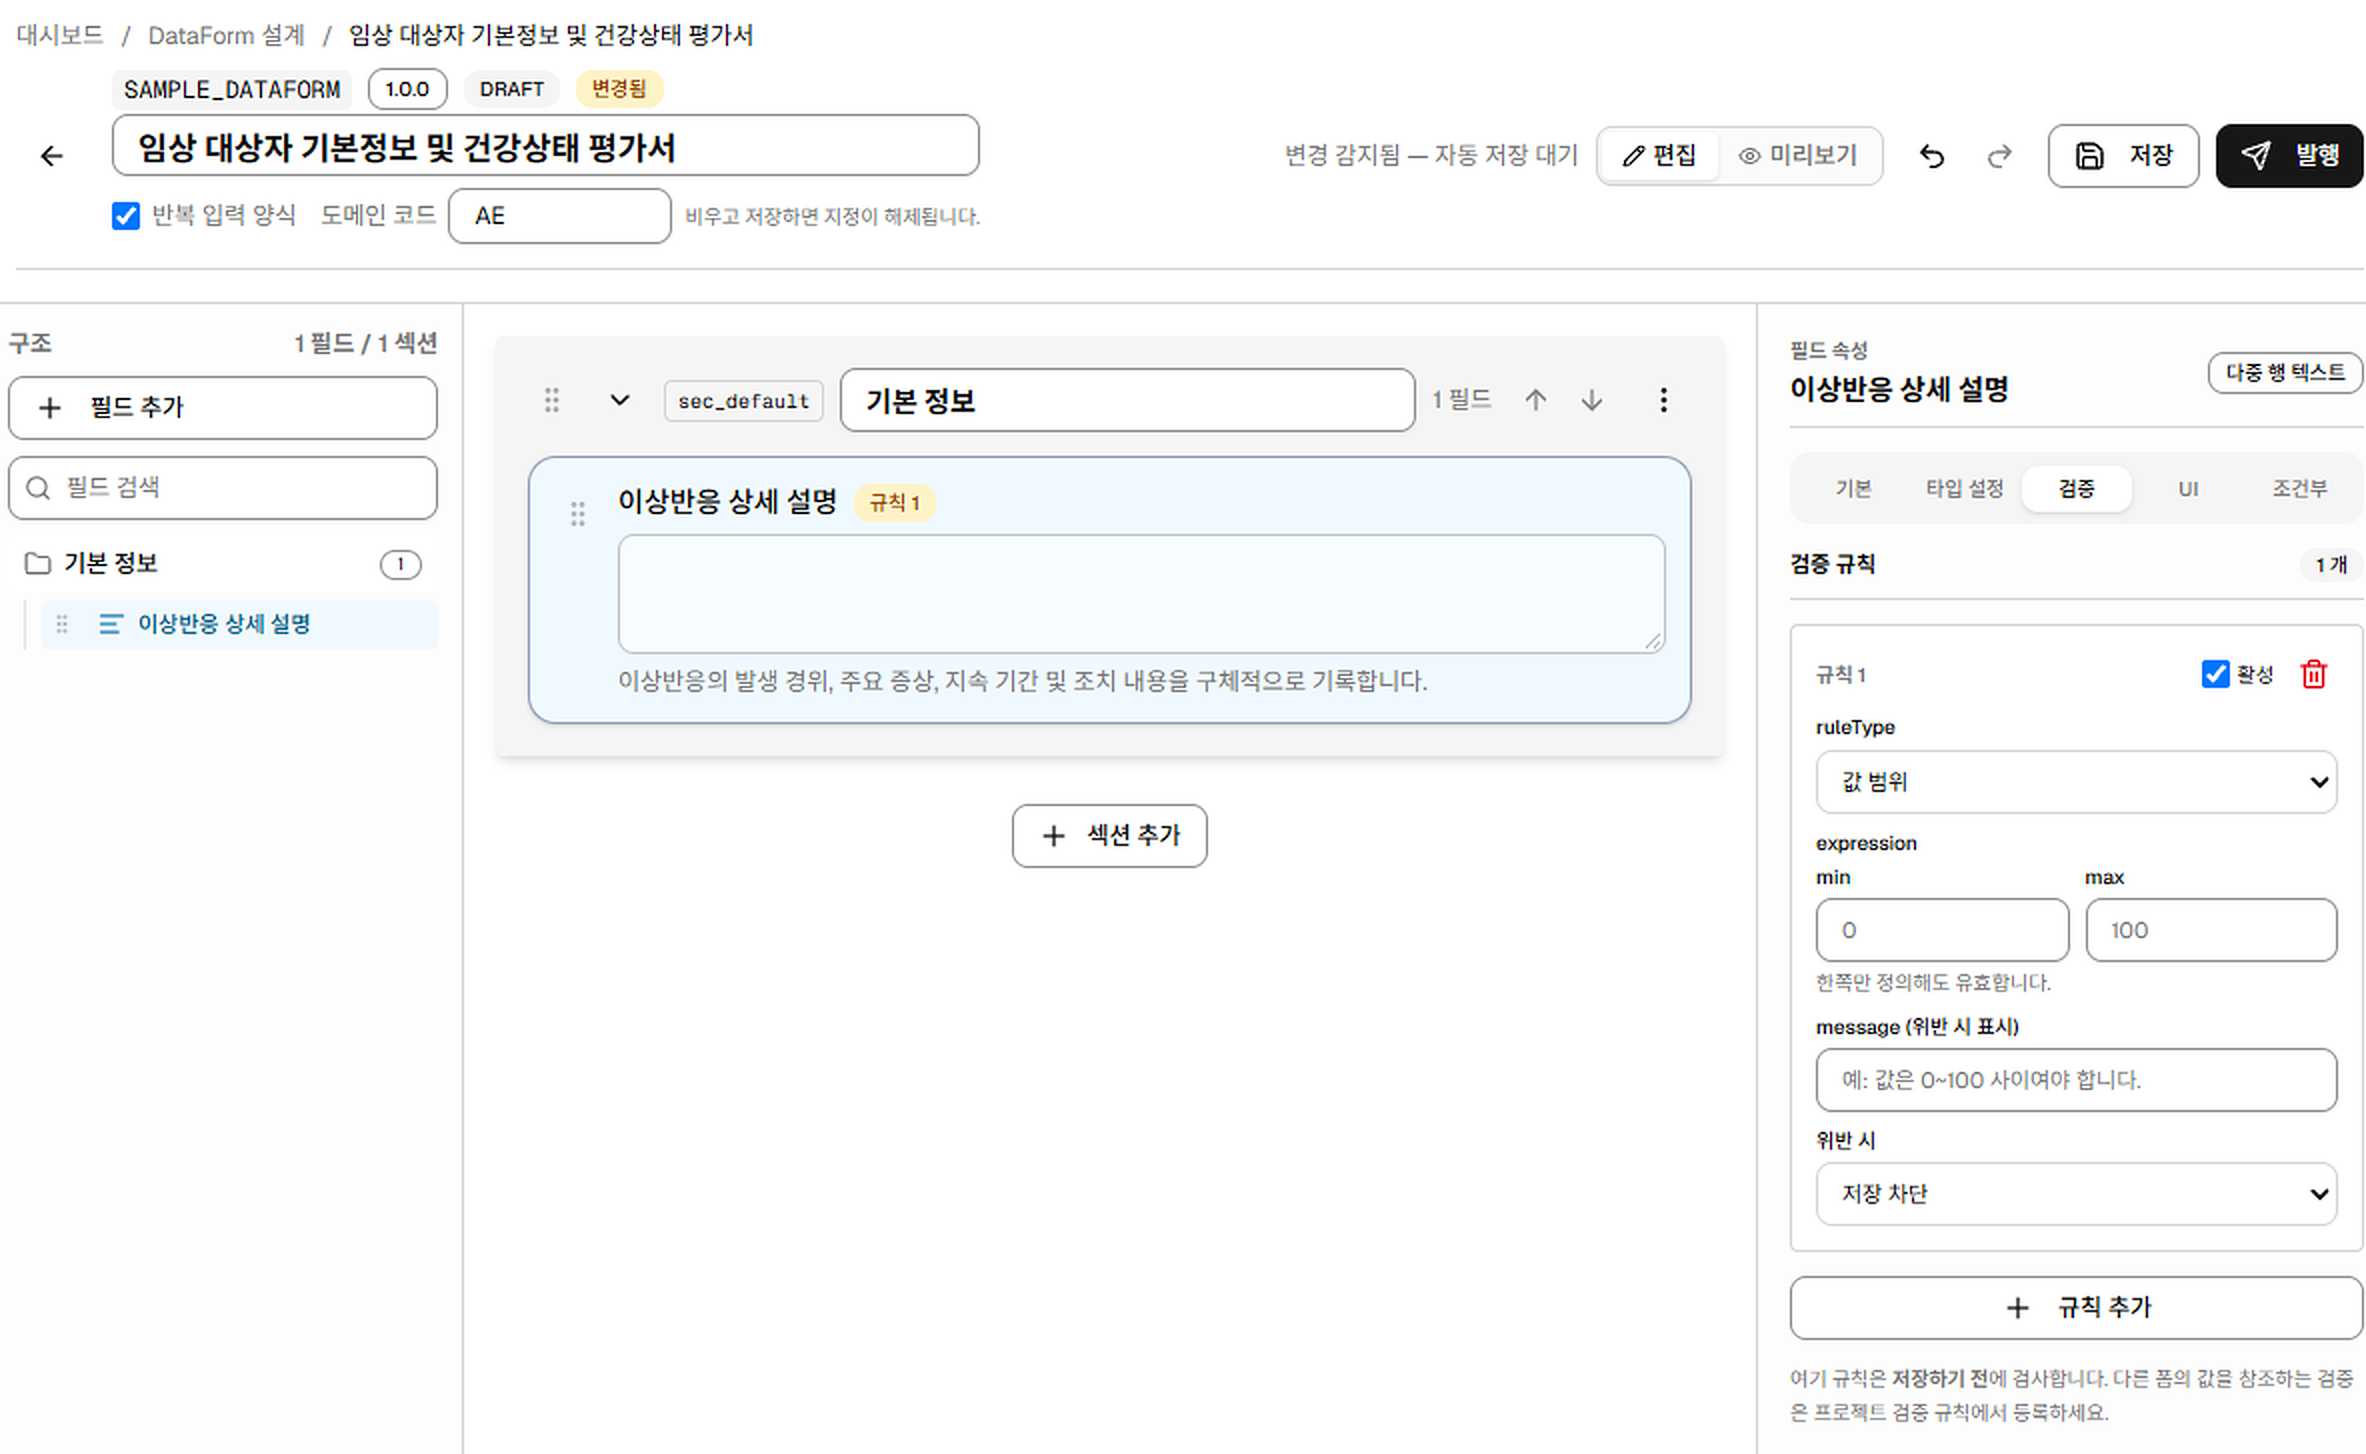 대시보드 / DataForm 설계 / 임상 대상자 기본정보 및 건강상태 평가서
SAMPLE_DATAFORM 1.0.0 DRAFT 변경됨
임상 대상자 기본정보 및 건강상태 평가서
변경 감지됨 — 자동 저장 대기 편집 미리보기 저장 발행
반복 입력 양식 도메인 코드 AE 비우고 저장하면 지정이 해제됩니다.
구조 1 필드 / 1 섹션
필드 추가
필드 검색
기본 정보 1
이상반응 상세 설명
sec_default 기본 정보 1 필드
이상반응 상세 설명 규칙 1
이상반응의 발생 경위, 주요 증상, 지속 기간 및 조치 내용을 구체적으로 기록합니다.
섹션 추가
필드 속성
이상반응 상세 설명 다중 행 텍스트
기본 타입 설정 검증 UI 조건부
검증 규칙 1 개
규칙 1 활성
ruleType
값 범위
expression
min max
0 100
한쪽만 정의해도 유효합니다.
message (위반 시 표시)
예: 값은 0~100 사이여야 합니다.
위반 시
저장 차단
규칙 추가
여기 규칙은 저장하기 전에 검사합니다. 다른 폼의 값을 참조하는 검증
은 프로젝트 검증 규칙에서 등록하세요.